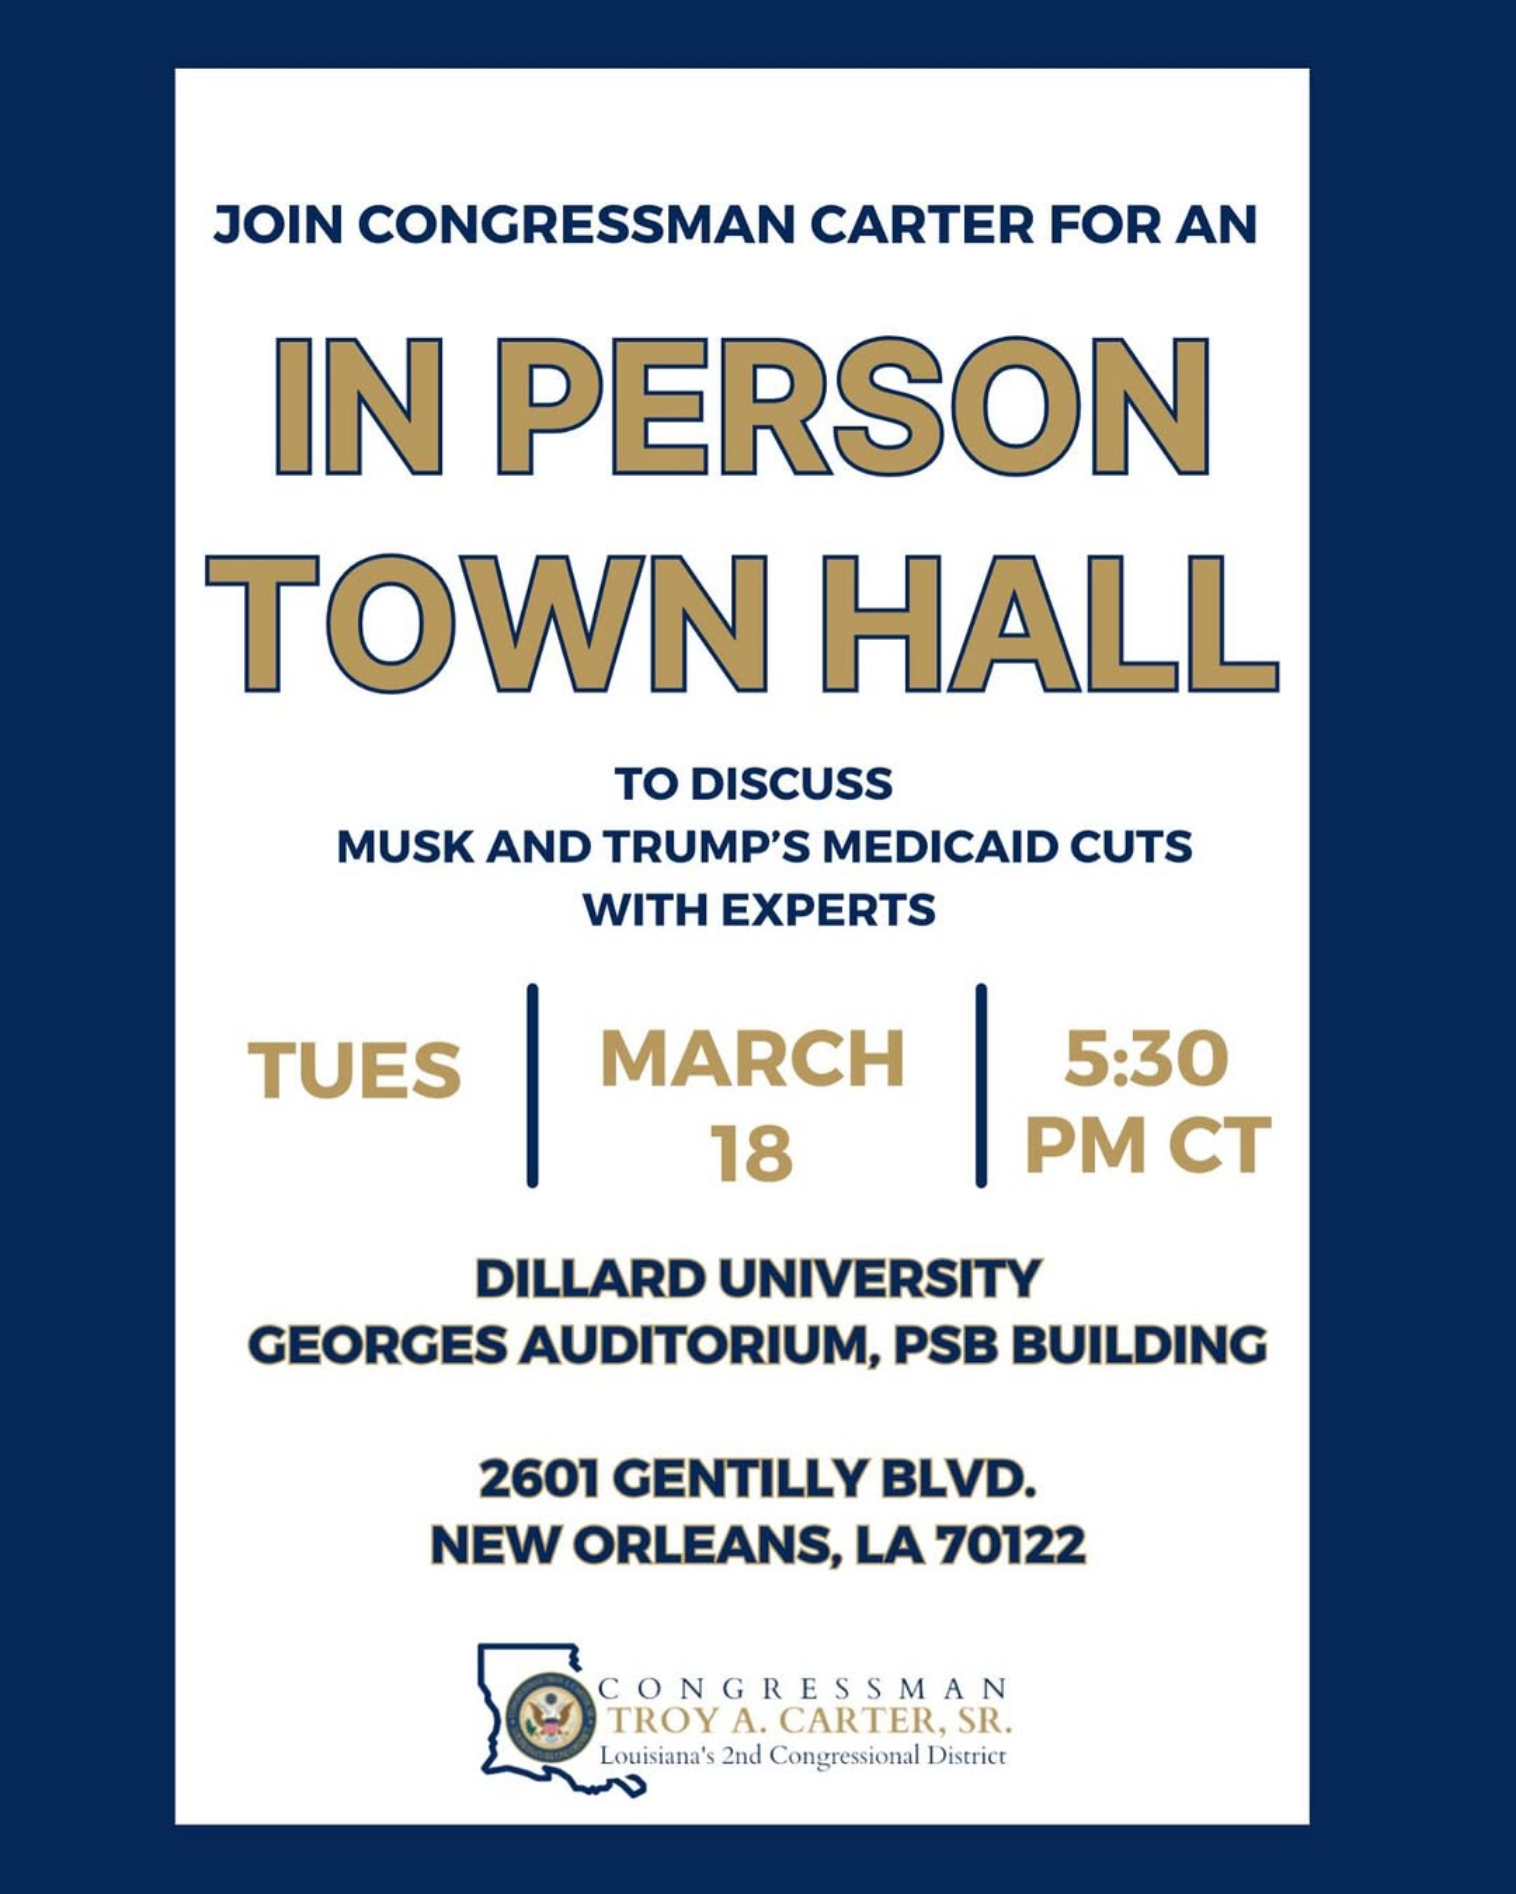 JOIN CONGRESSMAN CARTER FOR AN
IN PERSON
TOWN HALL
TO DISCUSS
MUSK AND TRUMP'S MEDICAID CUTS
WITH EXPERTS
TUES
MARCH
18
5:30
PM CT
DILLARD UNIVERSITY
GEORGES AUDITORIUM, PSB BUILDING
2601 GENTILLY BLVD.
NEW ORLEANS, LA 70122
CONGRESSMAN
TROY A. CARTER, SR.
Louisiana's 2nd Congressional District